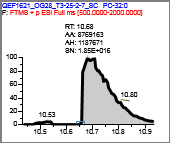 QEF1621_OG28_T3-25-2-7_SC PC-32:0
F: FTMS + p ESI Full ms [500.0000-2000.0000]
RT: 10.68
AA: 8769163
AH: 1187671
SN: 1.85E+016
100
80
60
40
20
0
10.53
10.80
10.5
10.6
10.7
10.8
10.9